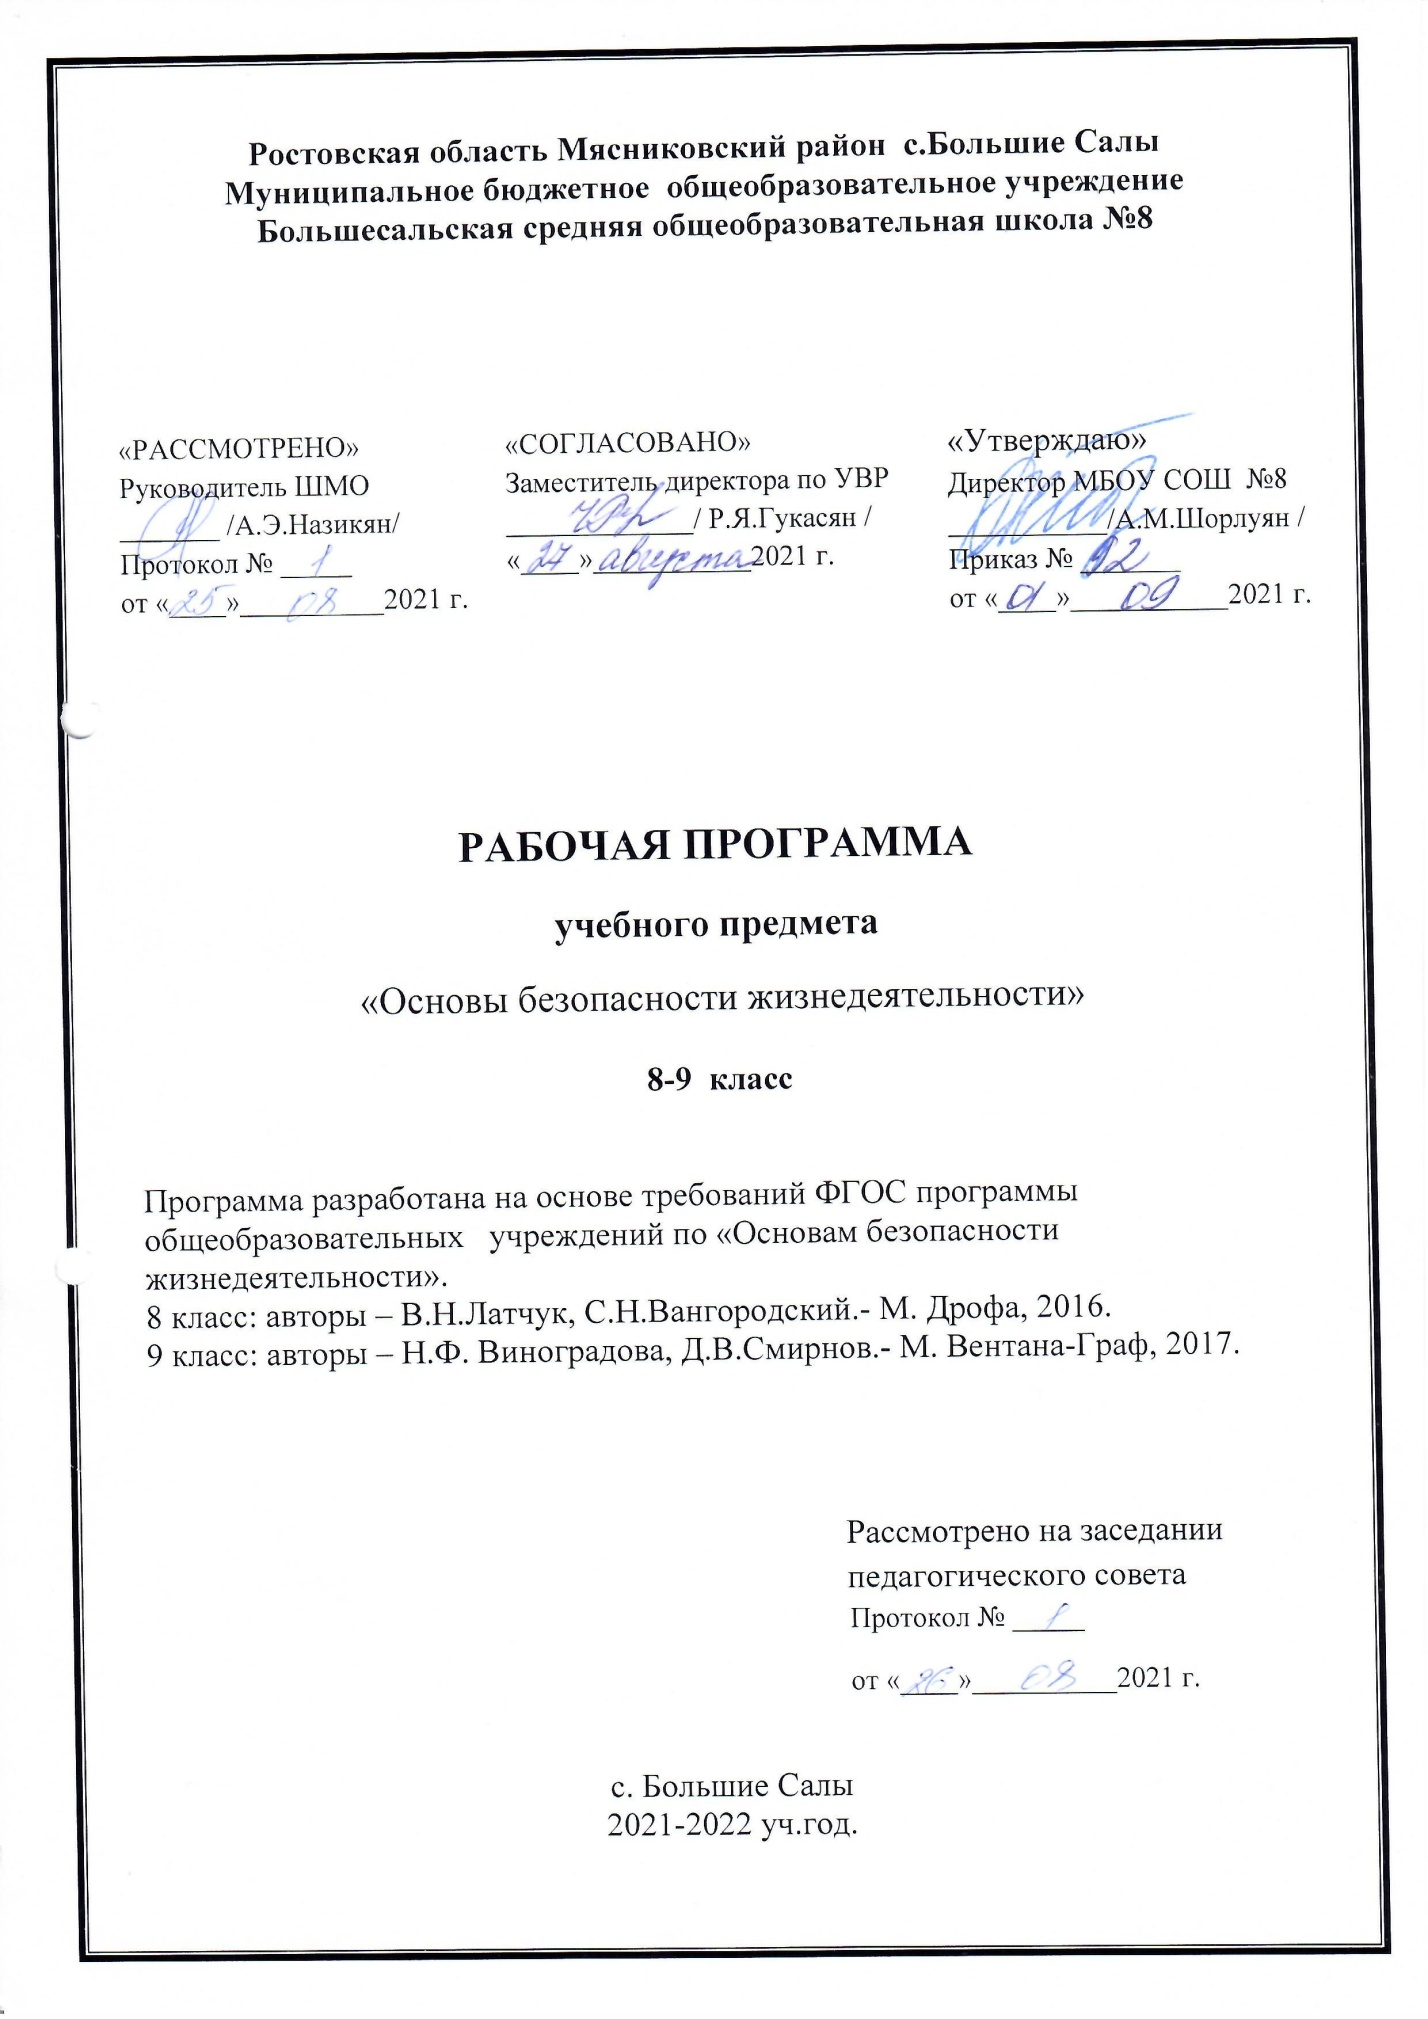 Ростовская область Мясниковский район  с.Большие Салы
Муниципальное бюджетное  общеобразовательное учреждение
Большесальская средняя общеобразовательная школа №8
«РАССМОТРЕНО»
Руководитель ШМО
_______ /А.Э.Назикян/
Протокол № 1
от «25» 08 2021 г.
«СОГЛАСОВАНО»
Заместитель директора по УВР
_____________/ Р.Я.Гукасян /
«27» августа 2021 г.
«Утверждаю»
Директор МБОУ СОШ  №8
___________/А.М.Шорлуян /
Приказ №
от «01» 09 2021 г.
РАБОЧАЯ ПРОГРАММА
учебного предмета
«Основы безопасности жизнедеятельности»
8-9  класс
Программа разработана на основе требований ФГОС программы
общеобразовательных   учреждений по «Основам безопасности
жизнедеятельности».
8 класс: авторы – В.Н.Латчук, С.Н.Вангородский.- М. Дрофа, 2016.
9 класс: авторы – Н.Ф. Виноградова, Д.В.Смирнов.- М. Вентана-Граф, 2017.
Рассмотрено на заседании
педагогического совета
Протокол № 1
от «26» 08 2021 г.
с. Большие Салы
2021-2022 уч.год.